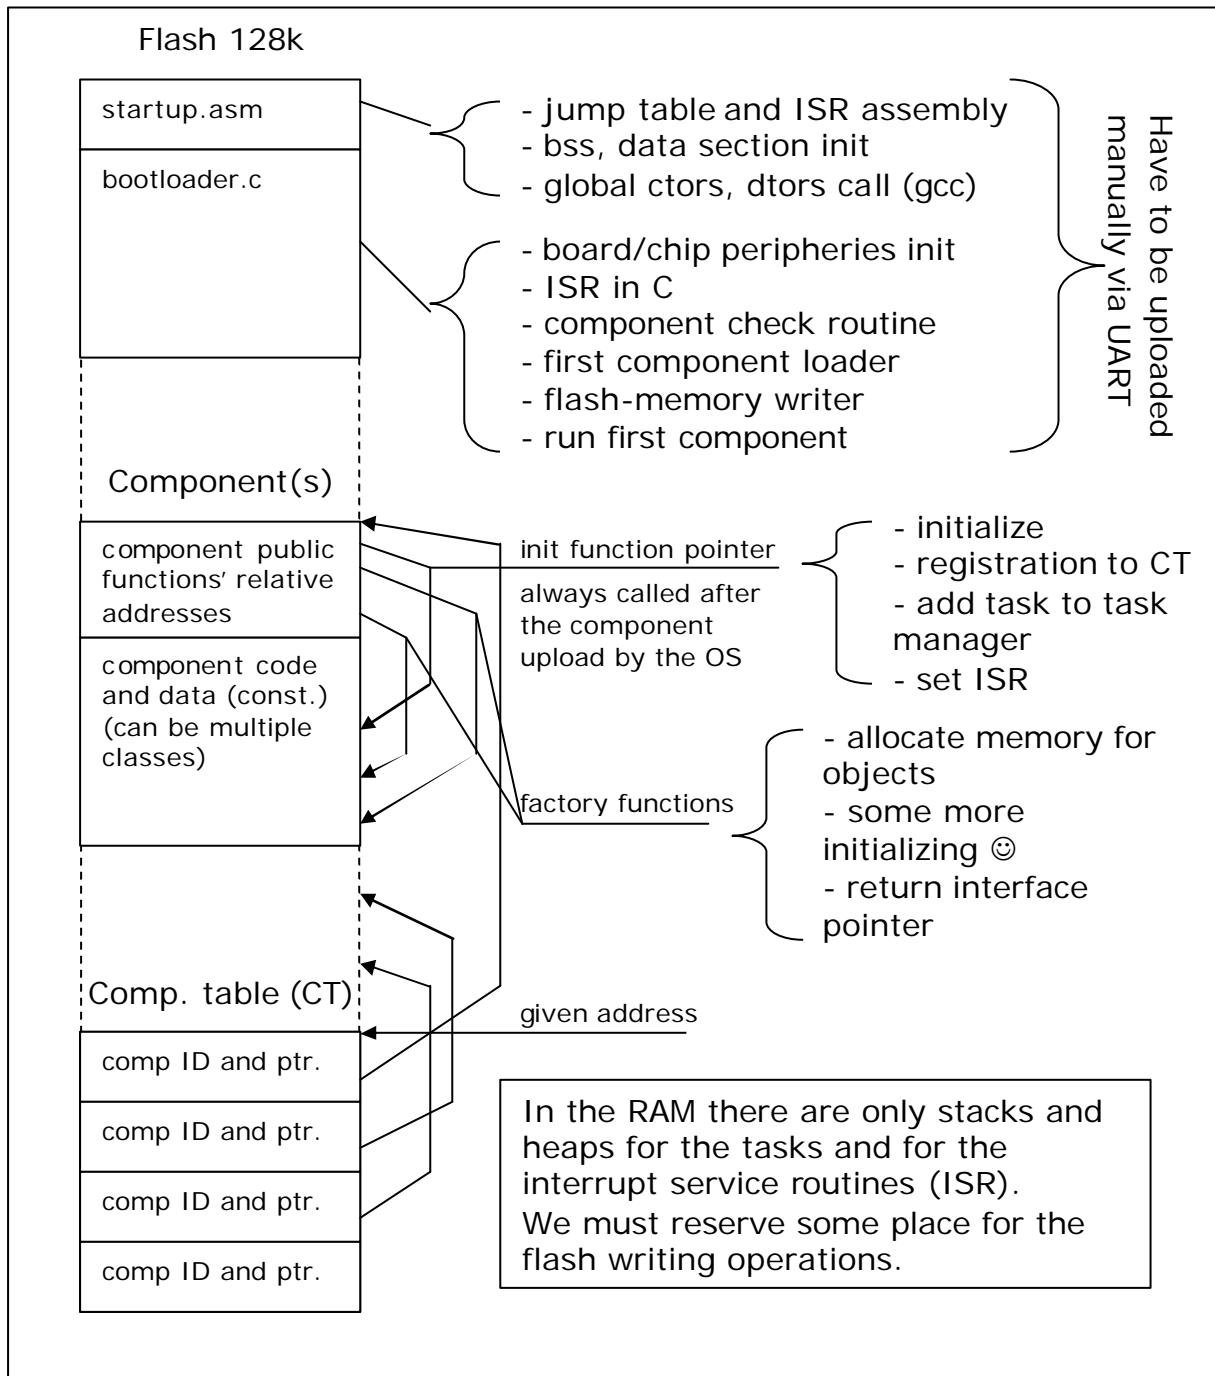 Flash 128k
startup.asm
- jump table and ISR assembly
- bss, data section init
- global ctors, dtors call (gcc)
bootloader.c
- board/chip peripheries init
- ISR in C
- component check routine
- first component loader
- flash-memory writer
- run first component
Have to be uploaded
manually via UART
Component(s)
component public
functions' relative
addresses
init function pointer
always called after
the component
upload by the OS
- initialize
- registration to CT
- add task to task
manager
- set ISR
component code
and data (const.)
(can be multiple
classes)
factory functions
- allocate memory for
objects
- some more
initializing ☺
- return interface
pointer
Comp. table (CT)
given address
comp ID and ptr.
comp ID and ptr.
comp ID and ptr.
comp ID and ptr.
In the RAM there are only stacks and
heaps for the tasks and for the
interrupt service routines (ISR).
We must reserve some place for the
flash writing operations.